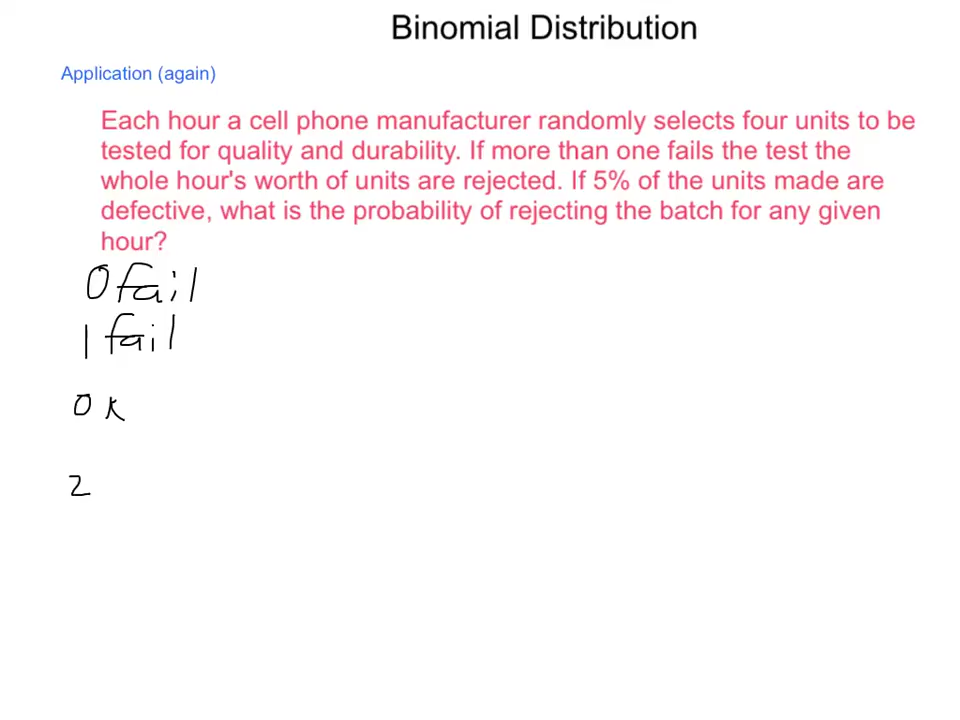 Binomial Distribution
Application (again)
Each hour a cell phone manufacturer randomly selects four units to be
tested for quality and durability. If more than one fails the test the
whole hour's worth of units are rejected. If 5% of the units made are
defective, what is the probability of rejecting the batch for any given
hour?
0 fail
1 fail
OK
2